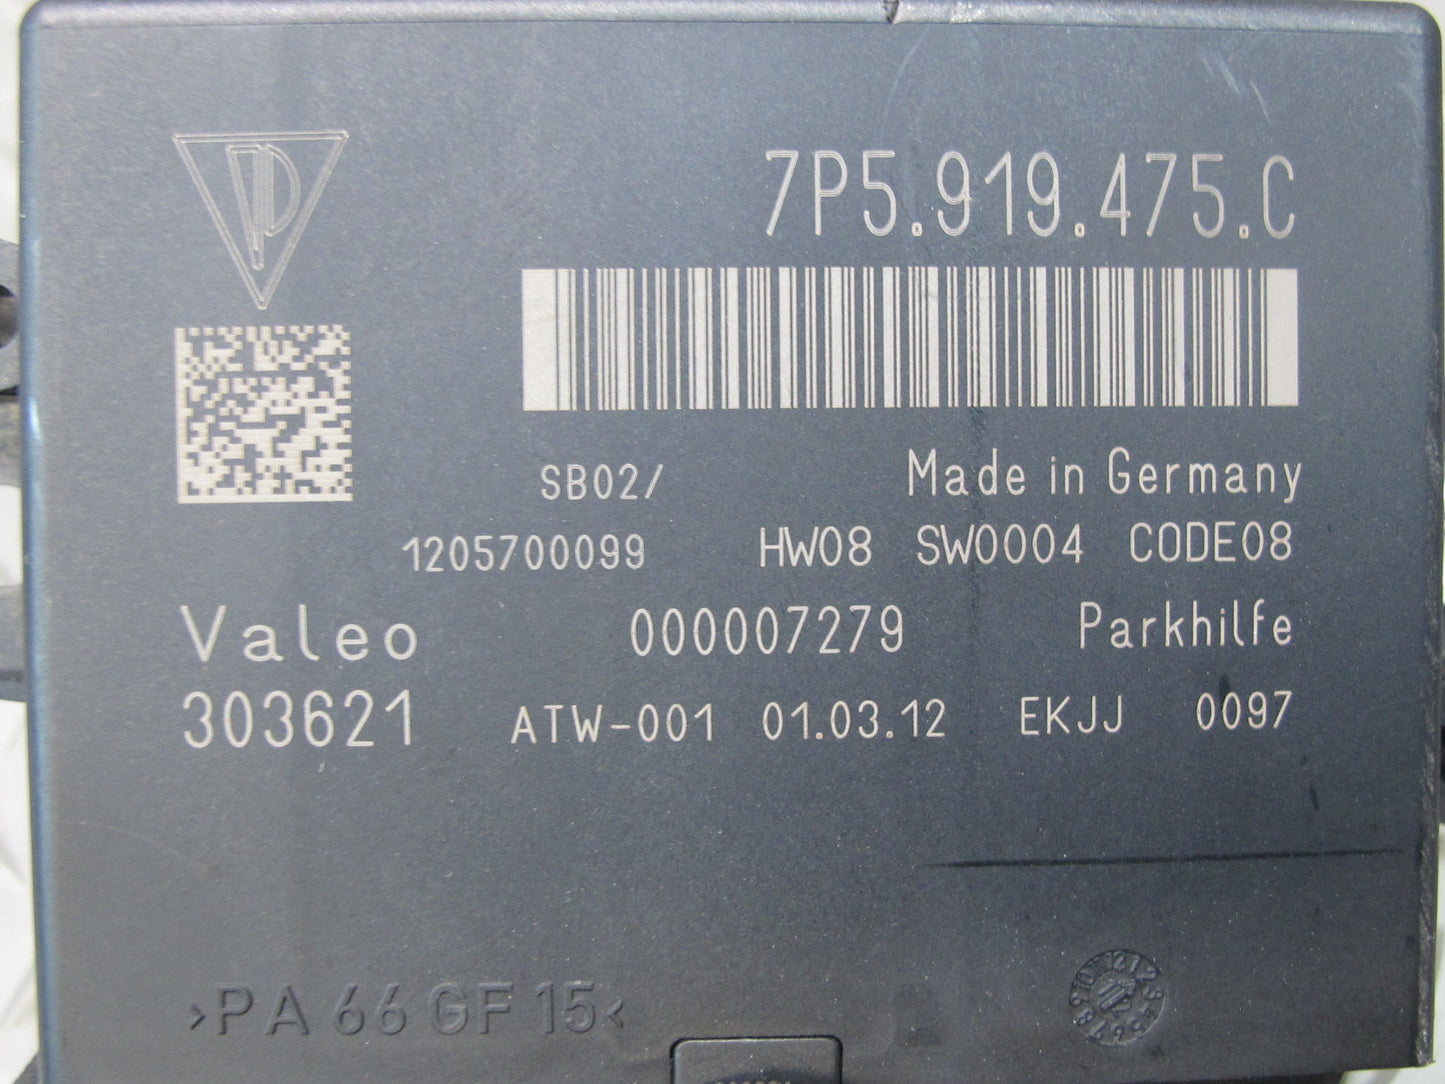 7P5.919.475.C
SB02/ Made in Germany
1205700099 HW08 SW0004 CODE08
Valeo 000007279 Parkhilfe
303621 ATW-001 01.03.12 EKJJ 0097
>PA 66 GF 15<